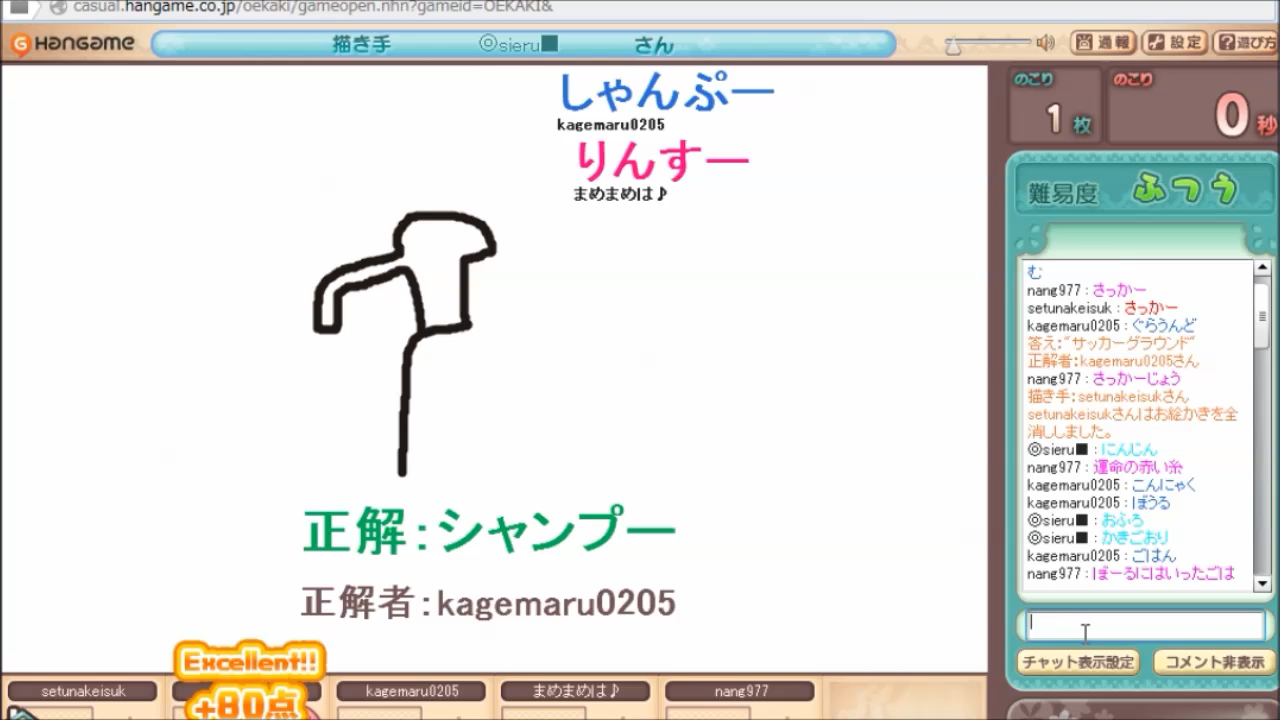 casual.hangame.co.jp/oekaki/gameopen.nhn?gameid=OEKAKI&
HANGAME
描き手 ◎sieru■ さん
通報
設定
遊び方
しゃんぷー
kagemaru0205
りんすー
まめまめは♪
のこり
1枚
のこり
0秒
難易度 ふつう
む
nang977 : さっかー
setunakeisuk : さっかー
kagemaru0205 : ぐらうんど
答え:"サッカーグラウンド"
正解者:kagemaru0205さん
nang977 : さっかーじょう
描き手:setunakeisukさん
setunakeisukさんはお絵かきを全
消ししました。
◎sieru■ : にんじん
nang977 : 運命の赤い糸
kagemaru0205 : こんにゃく
kagemaru0205 : ぼうる
◎sieru■ : おふろ
◎sieru■ : かきごおり
kagemaru0205 : ごはん
nang977 : ぼーるにはいったごは
正解:シャンプー
正解者:kagemaru0205
チャット表示設定
コメント非表示
Excellent!!
+80点
setunakeisuk
kagemaru0205
まめまめは♪
nang977